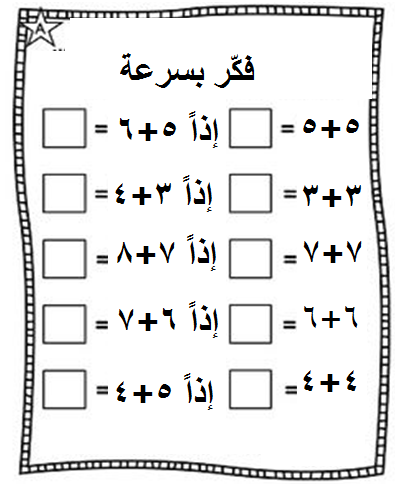 A
فكّر بسرعة
٥+٥ = إذاً ٥+٦ =
٣+٣ = إذاً ٣+٤ =
٧+٧ = إذاً ٧+٨ =
٦+٦ = إذاً ٦+٧ =
٤+٤ = إذاً ٥+٤ =